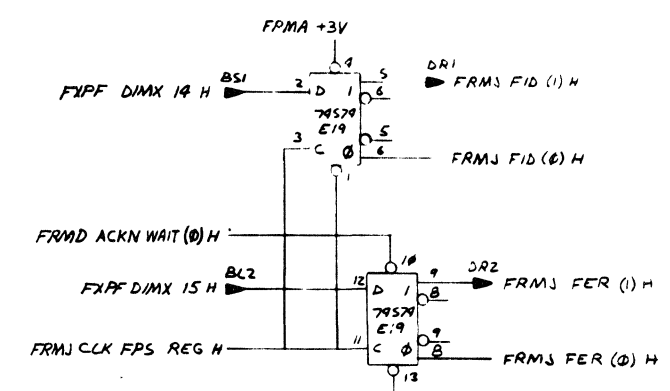 FPMA +3V
4
BS1
DR1
FXPF DIMX 14 H
2
D
1
5
6
FRMJ FID (1) H
74S74
E19
3
C
Ø
5
6
FRMJ FID (Ø) H
1
FRMD ACKN WAIT (Ø) H
1Ø
BL2
DR2
FXPF DIMX 15 H
12
D
1
9
8
FRMJ FER (1) H
74S74
E19
FRMJ CLK FPS REG H
11
C
Ø
9
8
FRMJ FER (Ø) H
13